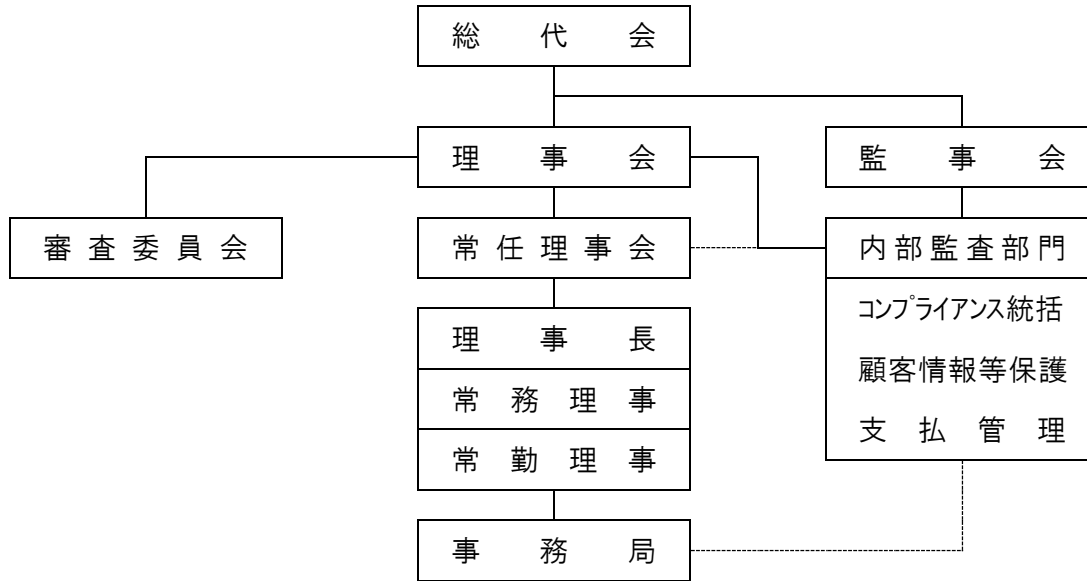 総代会
理事会
監事会
審査委員会
常任理事会
内部監査部門
コンプライアンス統括
理事長
顧客情報等保護
常務理事
支払管理
常勤理事
事務局